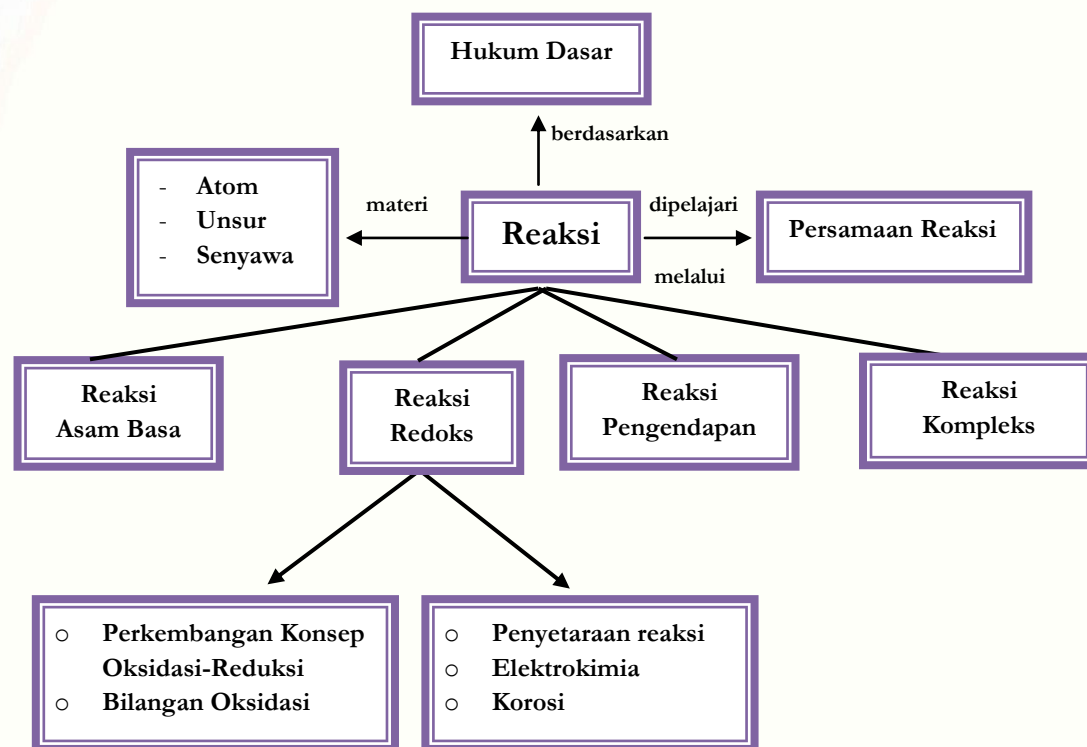 Hukum Dasar
berdasarkan
- Atom
- Unsur
- Senyawa
materi
Reaksi
dipelajari
melalui
Persamaan Reaksi
Reaksi
Asam Basa
Reaksi
Redoks
Reaksi
Pengendapan
Reaksi
Kompleks
o Perkembangan Konsep
Oksidasi-Reduksi
o Bilangan Oksidasi
o Penyetaraan reaksi
o Elektrokimia
o Korosi